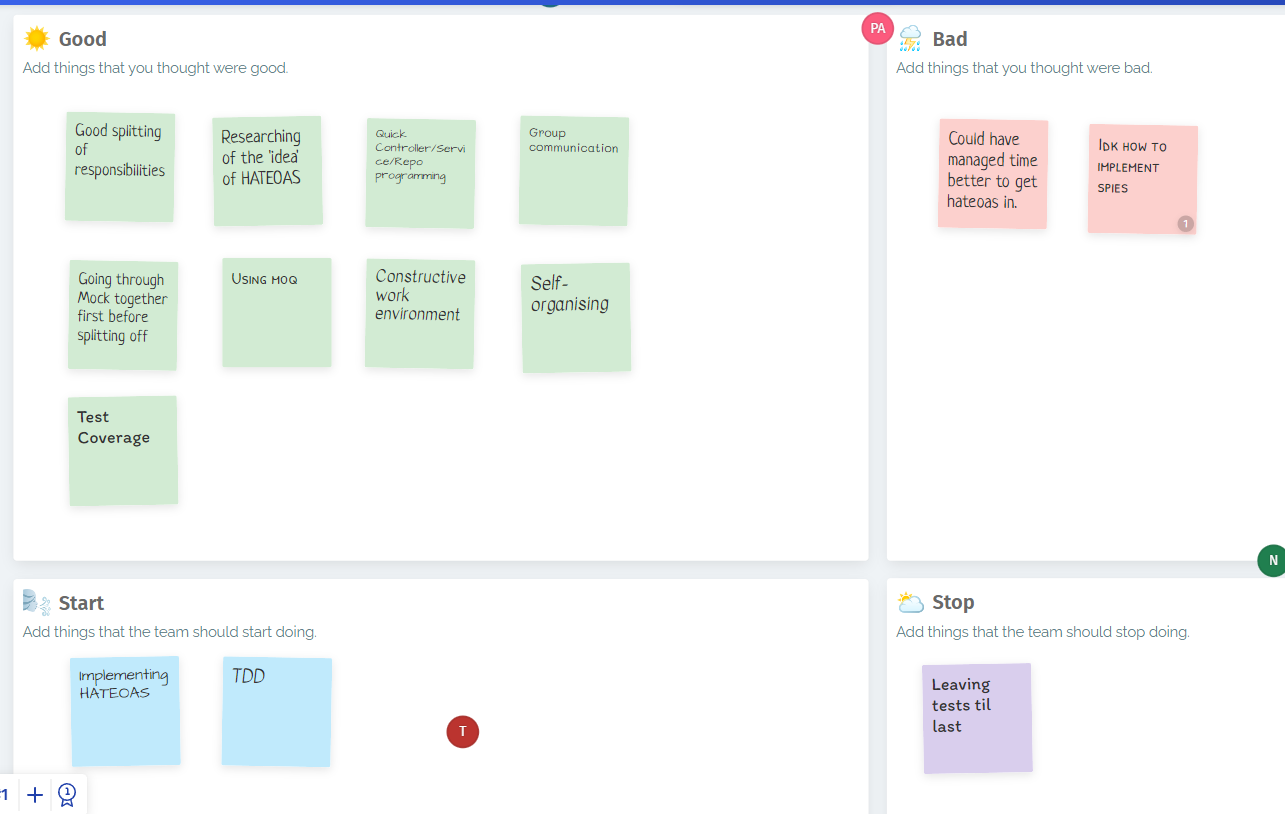 Good
Add things that you thought were good.
Good splitting
of
responsibilities
Researching
of the 'idea'
of HATEOAS
Quick
Controller/Servi
ce/Repo
programming
Group
communication
Going through
Mock together
first before
splitting off
Using moq
Constructive
work
environment
Self-
organising
Test
Coverage
PA
Bad
Add things that you thought were bad.
Could have
managed time
better to get
hateoas in.
Idk how to
implement
spies
1
N
Start
Add things that the team should start doing.
Implementing
HATEOAS
TDD
T
Stop
Add things that the team should stop doing.
Leaving
tests til
last
1
1